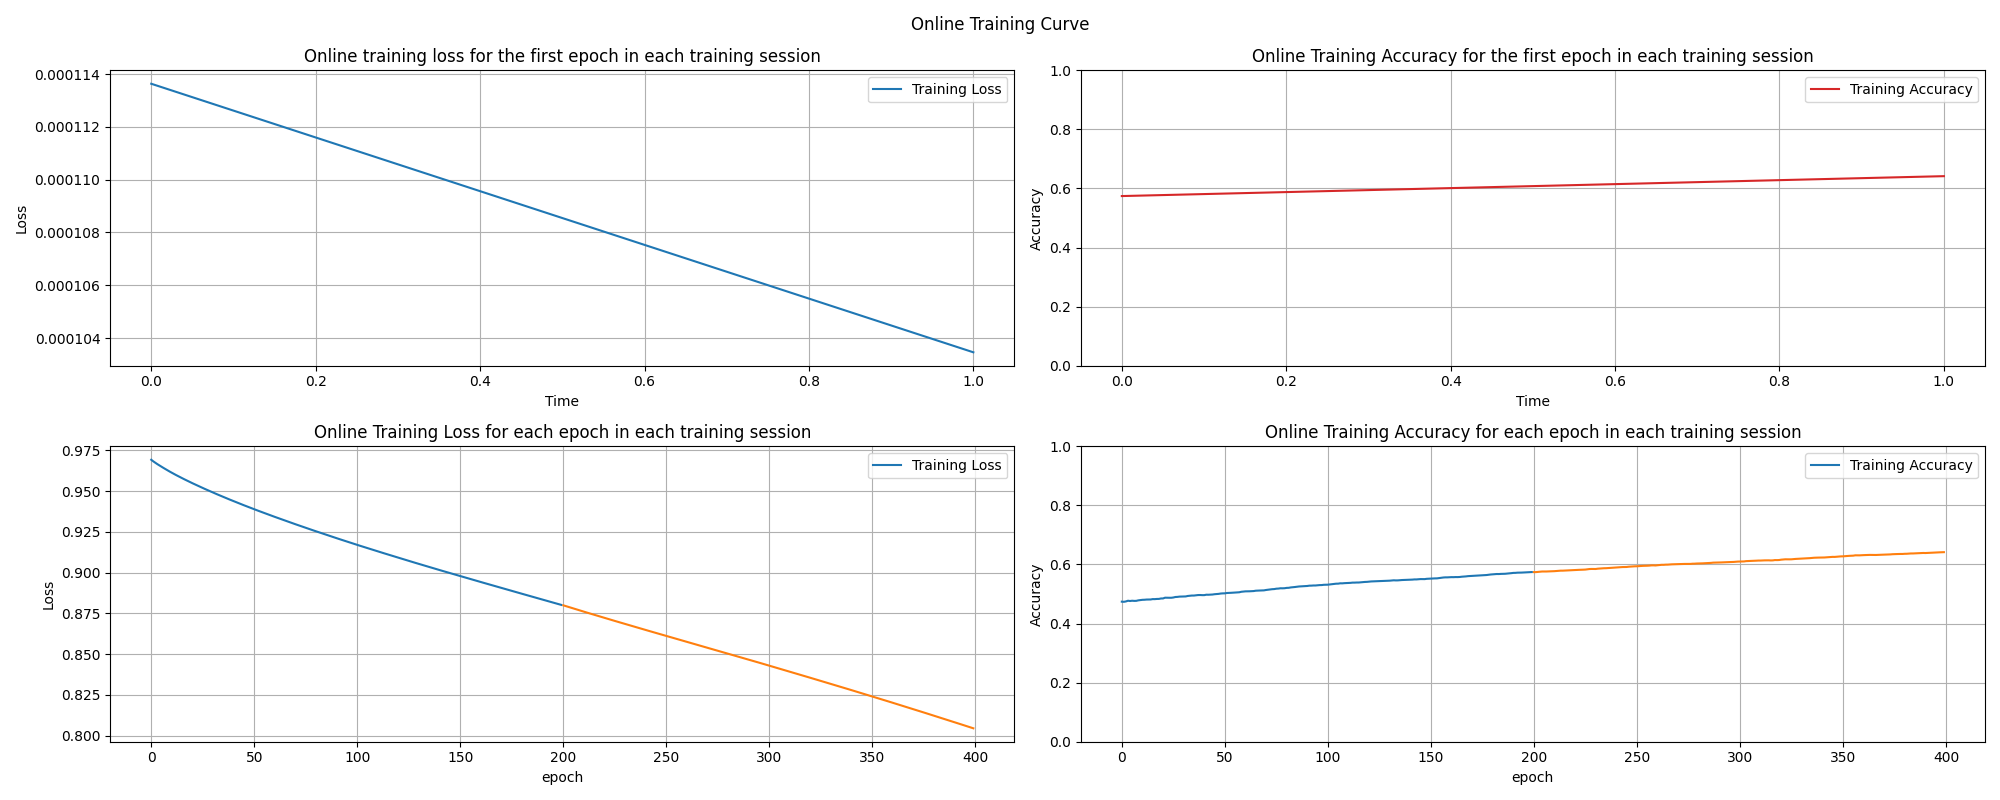 Online Training Curve
Online training loss for the first epoch in each training session
Training Loss
0.000114
0.000112
0.000110
0.000108
0.000106
0.000104
Loss
0.0 0.2 0.4 0.6 0.8 1.0
Time
Online Training Accuracy for the first epoch in each training session
Training Accuracy
1.0
0.8
0.6
0.4
0.2
0.0
Accuracy
0.0 0.2 0.4 0.6 0.8 1.0
Time
Online Training Loss for each epoch in each training session
Training Loss
0.975
0.950
0.925
0.900
0.875
0.850
0.825
0.800
Loss
0 50 100 150 200 250 300 350 400
epoch
Online Training Accuracy for each epoch in each training session
Training Accuracy
1.0
0.8
0.6
0.4
0.2
0.0
Accuracy
0 50 100 150 200 250 300 350 400
epoch